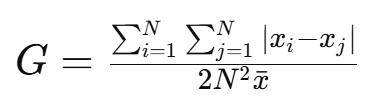 G = \frac{\sum_{i=1}^{N} \sum_{j=1}^{N} |x_i - x_j|}{2N^2 \bar{x}}